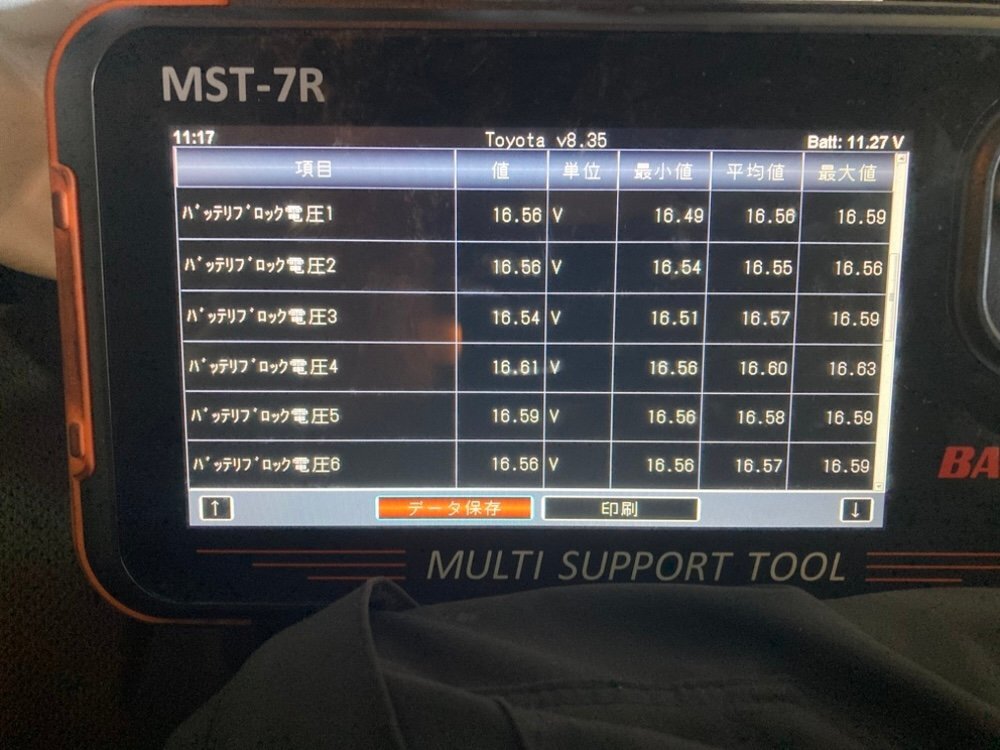 MST-7R
11:17 Toyota v8.35 Batt: 11.27 V
項目 値 単位 最小値 平均値 最大値
ﾊﾞｯﾃﾘﾌﾞﾛｯｸ電圧1 16.56 V 16.49 16.56 16.59
ﾊﾞｯﾃﾘﾌﾞﾛｯｸ電圧2 16.56 V 16.54 16.55 16.56
ﾊﾞｯﾃﾘﾌﾞﾛｯｸ電圧3 16.54 V 16.51 16.57 16.59
ﾊﾞｯﾃﾘﾌﾞﾛｯｸ電圧4 16.61 V 16.56 16.60 16.63
ﾊﾞｯﾃﾘﾌﾞﾛｯｸ電圧5 16.59 V 16.56 16.58 16.59
ﾊﾞｯﾃﾘﾌﾞﾛｯｸ電圧6 16.56 V 16.56 16.57 16.59
BA
↑ データ保存 印刷 ↓
MULTI SUPPORT TOOL